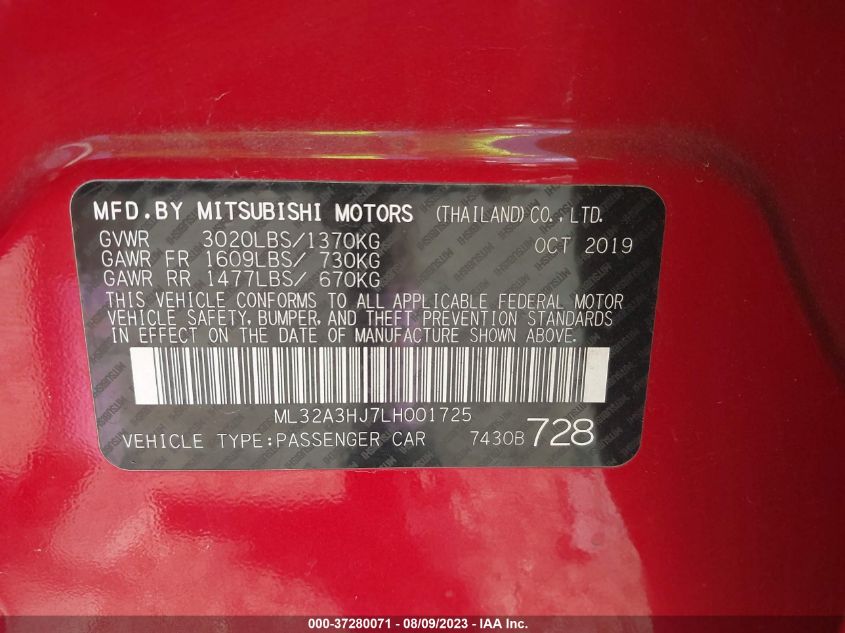 MFD.BY MITSUBISHI MOTORS (THAILAND)CO.,LTD.
GVWR 3020LBS/1370KG OCT 2019
GAWR FR 1609LBS/ 730KG
GAWR RR 1477LBS/ 670KG
THIS VEHICLE CONFORMS TO ALL APPLICABLE FEDERAL MOTOR
VEHICLE SAFETY, BUMPER, AND THEFT PREVENTION STANDARDS
IN EFFECT ON THE DATE OF MANUFACTURE SHOWN ABOVE.
ML32A3HJ7LH001725
VEHICLE TYPE:PASSENGER CAR 7430B 728
000-37280071 - 08/09/2023 - IAA Inc.